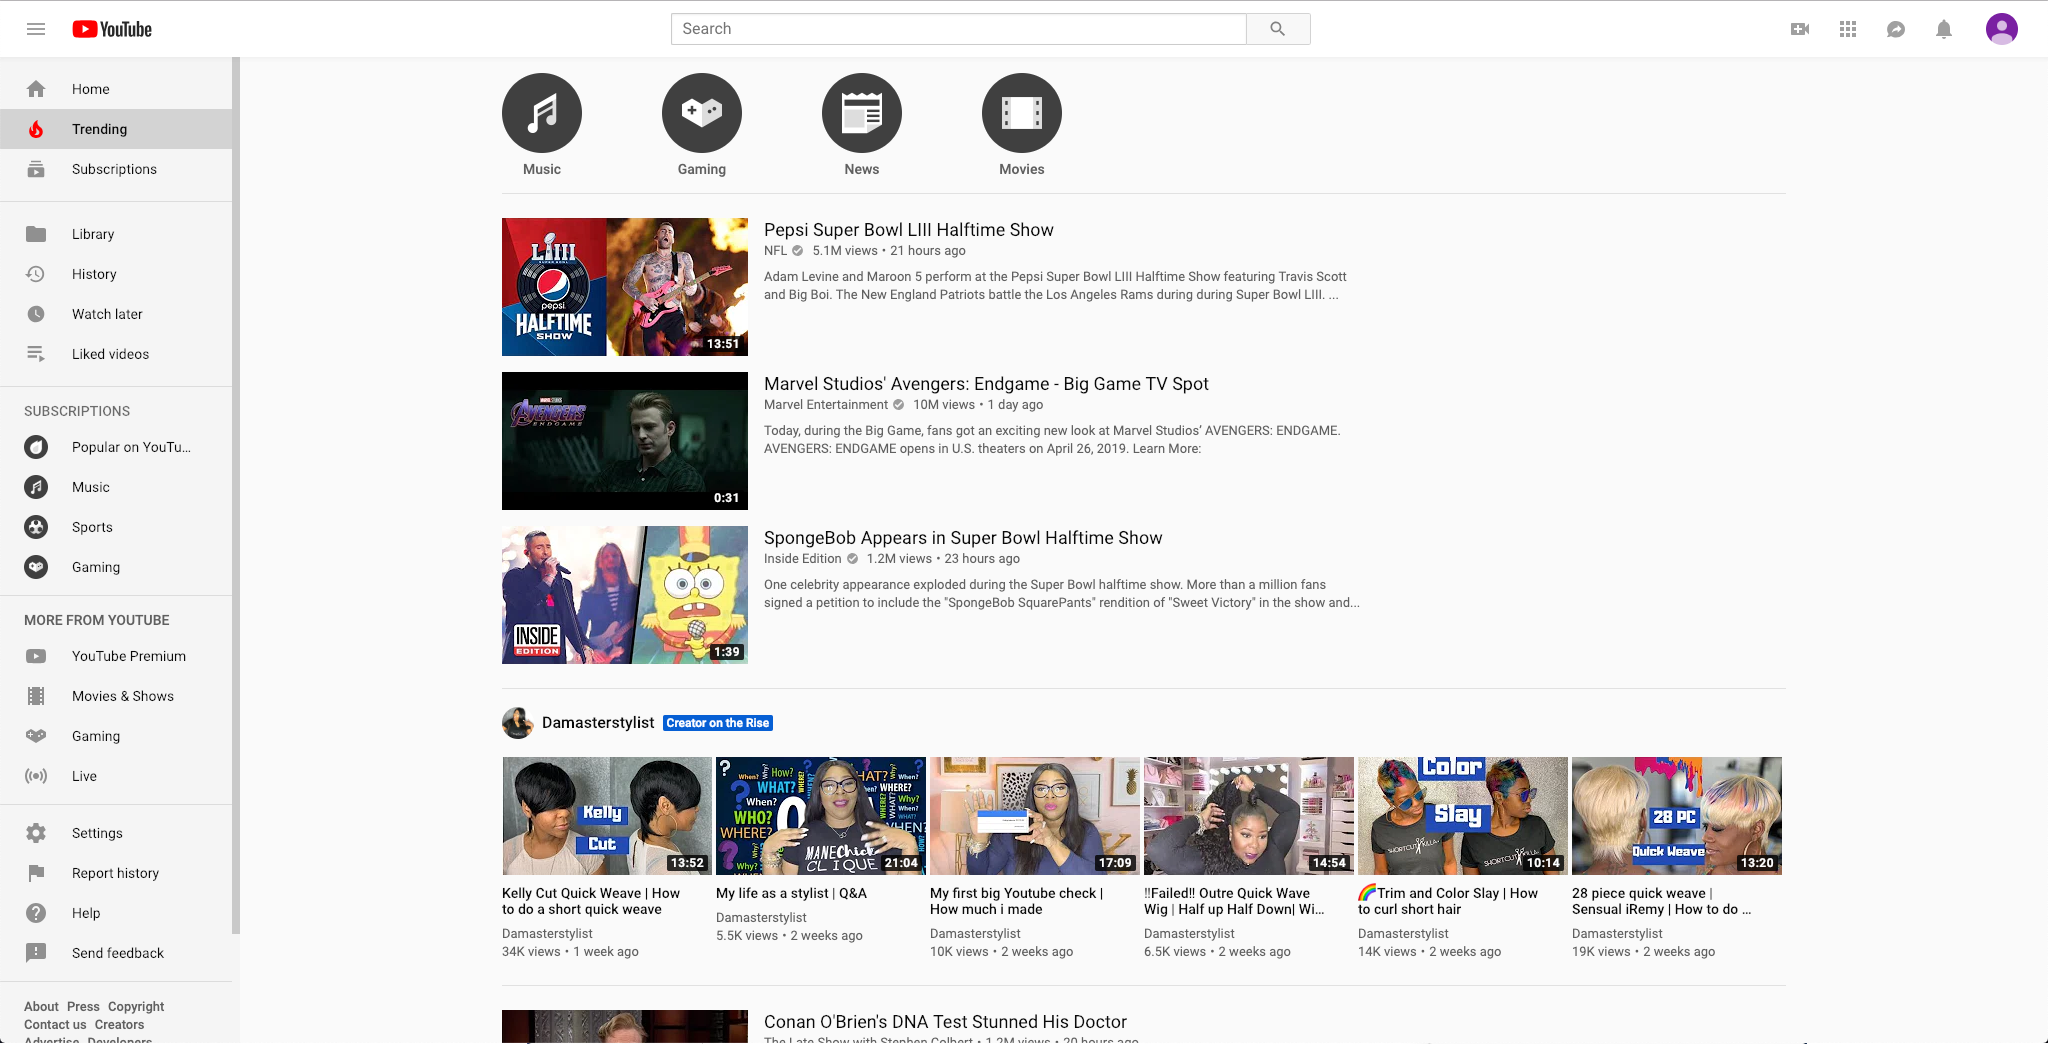 YouTube
Search
Home
Trending
Subscriptions
Library
History
Watch later
Liked videos
SUBSCRIPTIONS
Popular on YouTu...
Music
Sports
Gaming
MORE FROM YOUTUBE
YouTube Premium
Movies & Shows
Gaming
Live
Settings
Report history
Help
Send feedback
About Press Copyright
Contact us Creators
Advertise Developers
Music
Gaming
News
Movies
LIII
SUPER BOWL
pepsi
HALFTIME
SHOW
13:51
Pepsi Super Bowl LIII Halftime Show
NFL 5.1M views • 21 hours ago
Adam Levine and Maroon 5 perform at the Pepsi Super Bowl LIII Halftime Show featuring Travis Scott
and Big Boi. The New England Patriots battle the Los Angeles Rams during during Super Bowl LIII. ...
MARVEL STUDIOS
AVENGERS
ENDGAME
0:31
Marvel Studios' Avengers: Endgame - Big Game TV Spot
Marvel Entertainment 10M views • 1 day ago
Today, during the Big Game, fans got an exciting new look at Marvel Studios’ AVENGERS: ENDGAME.
AVENGERS: ENDGAME opens in U.S. theaters on April 26, 2019. Learn More:
INSIDE
EDITION
1:39
SpongeBob Appears in Super Bowl Halftime Show
Inside Edition 1.2M views • 23 hours ago
One celebrity appearance exploded during the Super Bowl halftime show. More than a million fans
signed a petition to include the "SpongeBob SquarePants" rendition of "Sweet Victory" in the show and...
Damasterstylist Creator on the Rise
Kelly
Cut
13:52
Kelly Cut Quick Weave | How
to do a short quick weave
Damasterstylist
34K views • 1 week ago
When? Why? How?
WHAT?
When?
WHO?
WHERE?
Why?
MANE Chick
CLIQUE
21:04
My life as a stylist | Q&A
Damasterstylist
5.5K views • 2 weeks ago
17:09
My first big Youtube check |
How much i made
Damasterstylist
10K views • 2 weeks ago
14:54
‼Failed‼ Outre Quick Wave
Wig | Half up Half Down| Wi...
Damasterstylist
6.5K views • 2 weeks ago
Color
Slay
10:14
🌈Trim and Color Slay | How
to curl short hair
Damasterstylist
14K views • 2 weeks ago
28 PC
Quick Weave
13:20
28 piece quick weave |
Sensual iRemy | How to do ...
Damasterstylist
19K views • 2 weeks ago
Conan O'Brien's DNA Test Stunned His Doctor
The Late Show with Stephen Colbert • 1.2M views • 20 hours ago